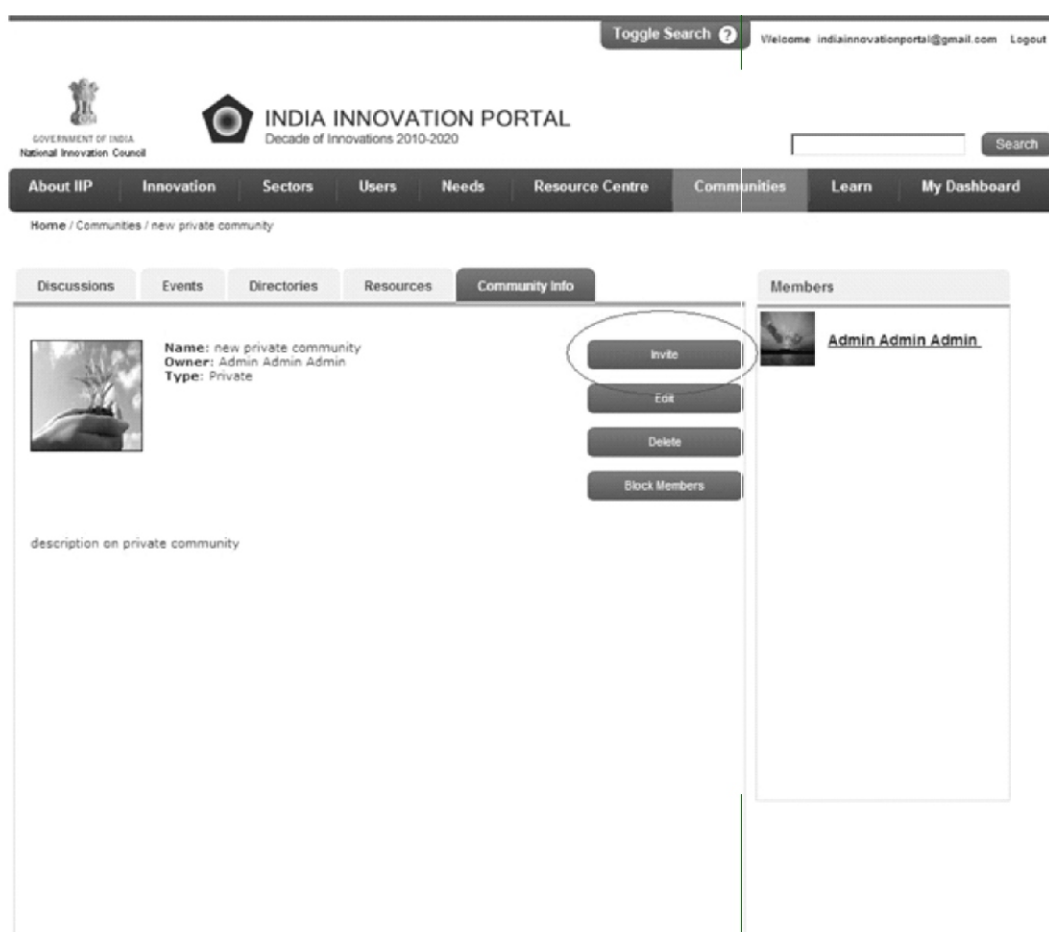 Toggle Search ?
Welcome indiainnovationportal@gmail.com Logout
GOVERNMENT OF INDIA
National Innovation Council
INDIA INNOVATION PORTAL
Decade of Innovations 2010-2020
Search
About IIP Innovation Sectors Users Needs Resource Centre Communities Learn My Dashboard
Home / Communities / new private community
Discussions Events Directories Resources Community Info
Members
Name: new private community
Owner: Admin Admin Admin
Type: Private
Invite
Edit
Delete
Block Members
Admin Admin Admin
description on private community